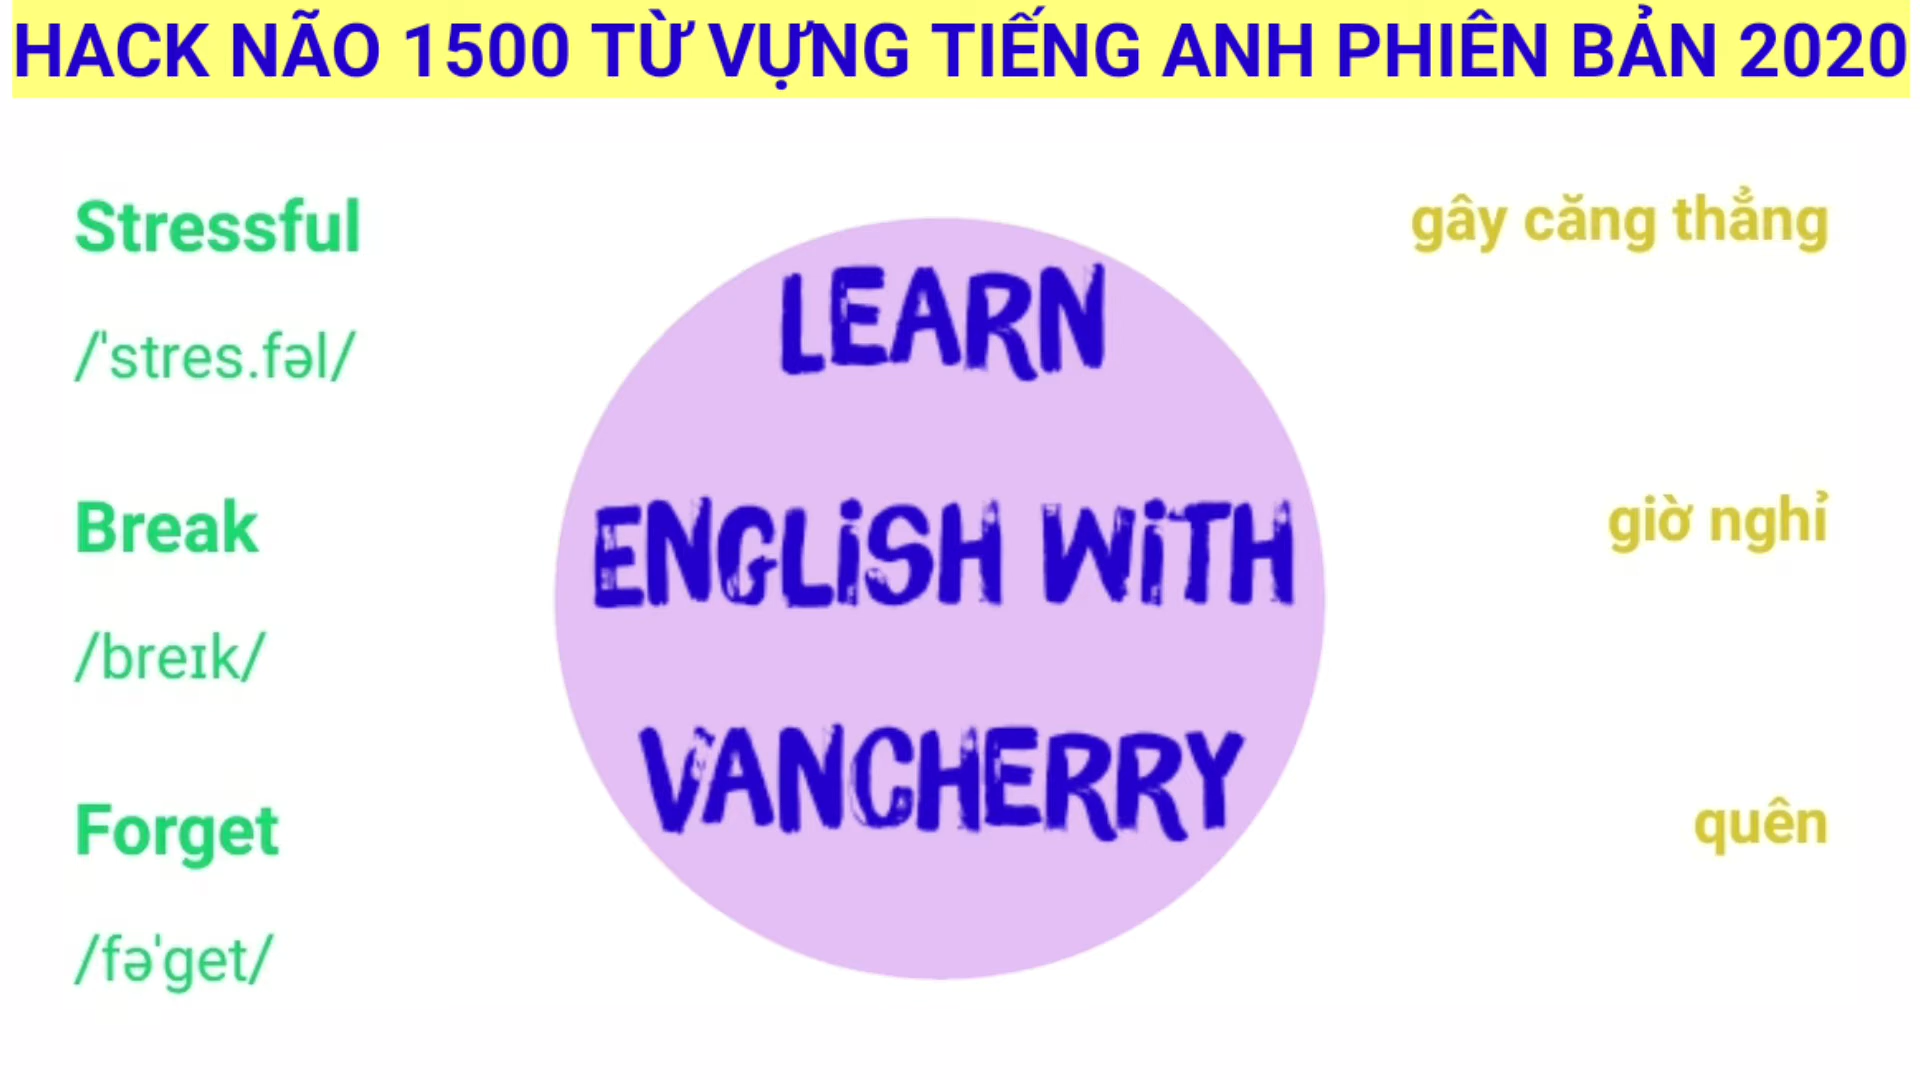 HACK NÃO 1500 TỪ VỰNG TIẾNG ANH PHIÊN BẢN 2020
Stressful
gây căng thẳng
/ˈstres.fəl/
Break
giờ nghỉ
/breɪk/
Forget
quên
/fəˈget/
LEARN
ENGLiSH WiTH
VANCHERRY